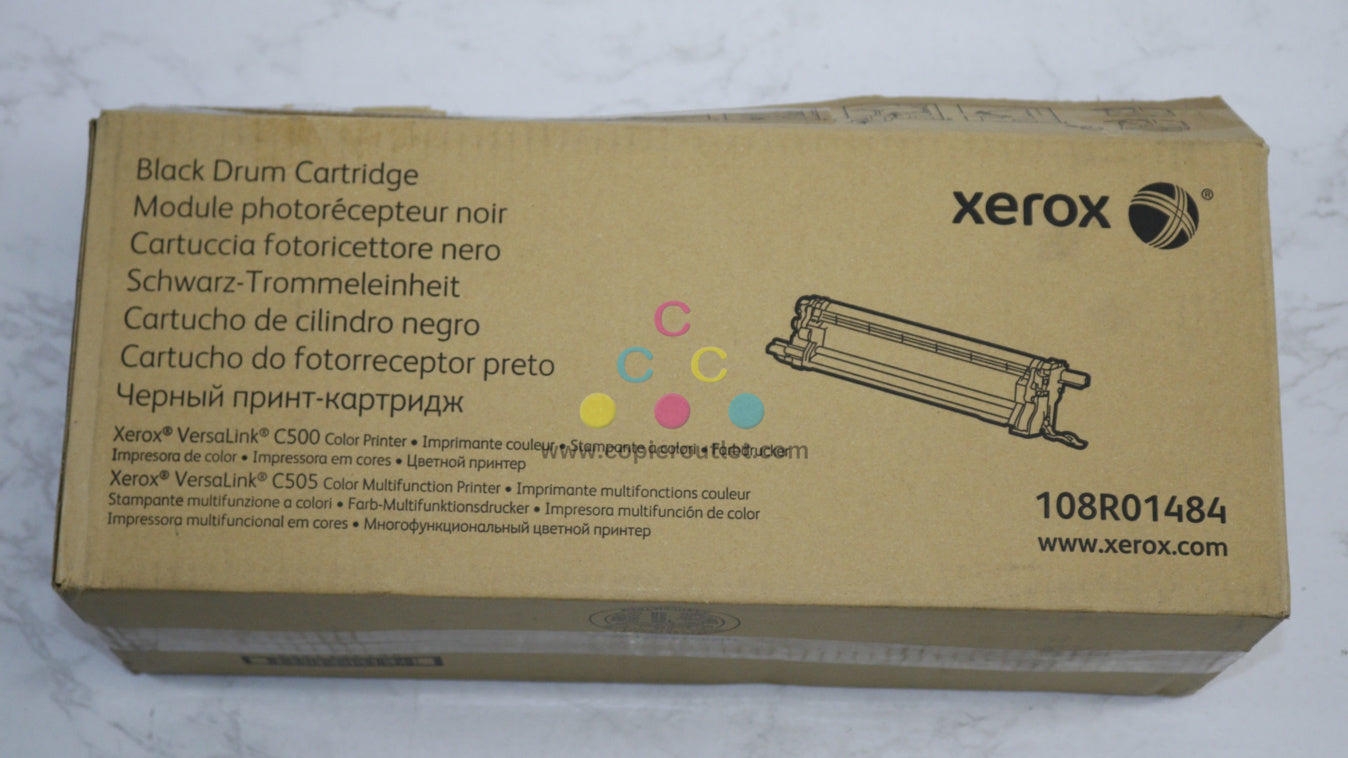 Black Drum Cartridge
Module photorécepteur noir
Cartuccia fotoricettore nero
Schwarz-Trommeleinheit
Cartucho de cilindro negro
Cartucho do fotorreceptor preto
Черный принт-картридж
Xerox® VersaLink® C500 Color Printer • Imprimante couleur • Stampante a colori • Farbdrucker
Impresora de color • Impressora em cores • Цветной принтер
Xerox® VersaLink® C505 Color Multifunction Printer • Imprimante multifonctions couleur
Stampante multifunzione a colori • Farb-Multifunktionsdrucker • Impresora multifunción de color
Impressora multifuncional em cores • Многофункциональный цветной принтер
xerox ®
108R01484
www.xerox.com
C
C C
www.copieroutlet.com